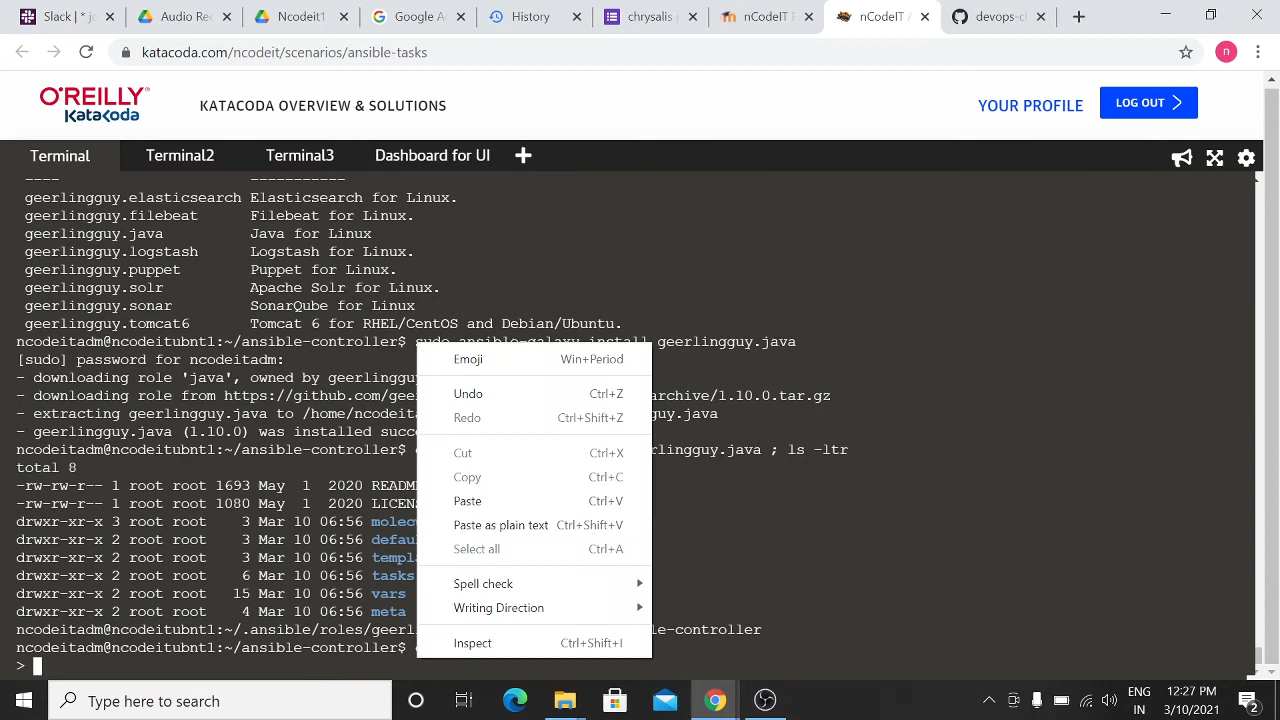 Slack | *
Audio Rec
Ncodeit1
Google A
History
chrysalis p
nCodeIT F
nCodeIT A
devops-cl
katacoda.com/ncodeit/scenarios/ansible-tasks
n
O'REILLY
Katacoda
KATACODA OVERVIEW & SOLUTIONS
YOUR PROFILE
LOG OUT
Terminal
Terminal2
Terminal3
Dashboard for UI
---- -----------
geerlingguy.elasticsearch Elasticsearch for Linux.
geerlingguy.filebeat Filebeat for Linux.
geerlingguy.java Java for Linux
geerlingguy.logstash Logstash for Linux.
geerlingguy.puppet Puppet for Linux.
geerlingguy.solr Apache Solr for Linux.
geerlingguy.sonar SonarQube for Linux
geerlingguy.tomcat6 Tomcat 6 for RHEL/CentOS and Debian/Ubuntu.
ncodeitadm@ncodeitubnt1:~/ansible-controller$ sudo ansible-galaxy install geerlingguy.java
[sudo] password for ncodeitadm:
- downloading role 'java', owned by geerlinggu
- downloading role from https://github.com/gee archive/1.10.0.tar.gz
- extracting geerlingguy.java to /home/ncodeita guy.java
- geerlingguy.java (1.10.0) was installed succ
ncodeitadm@ncodeitubnt1:~/ansible-controller$ rlingguy.java ; ls -ltr
total 8
-rw-rw-r-- 1 root root 1693 May 1 2020 READM
-rw-rw-r-- 1 root root 1080 May 1 2020 LICENS
drwxr-xr-x 3 root root 3 Mar 10 06:56 molec
drwxr-xr-x 2 root root 3 Mar 10 06:56 defau
drwxr-xr-x 2 root root 3 Mar 10 06:56 templ
drwxr-xr-x 2 root root 6 Mar 10 06:56 tasks
drwxr-xr-x 2 root root 15 Mar 10 06:56 vars
drwxr-xr-x 2 root root 4 Mar 10 06:56 meta
ncodeitadm@ncodeitubnt1:~/.ansible/roles/geerl le-controller
ncodeitadm@ncodeitubnt1:~/ansible-controller$
>
Emoji Win+Period
Undo Ctrl+Z
Redo Ctrl+Shift+Z
Cut Ctrl+X
Copy Ctrl+C
Paste Ctrl+V
Paste as plain text Ctrl+Shift+V
Select all Ctrl+A
Spell check
Writing Direction
Inspect Ctrl+Shift+I
Type here to search
ENG
IN
12:27 PM
3/10/2021
2